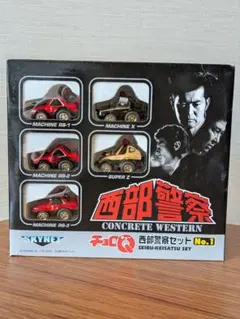 MACHINE RS-1
MACHINE X
MACHINE RS-2
SUPER Z
MACHINE RS-3
西部警察
CONCRETE WESTERN
SKYNET
チョロQ
西部警察セット No.1
SEIBU-KEISATSU SET